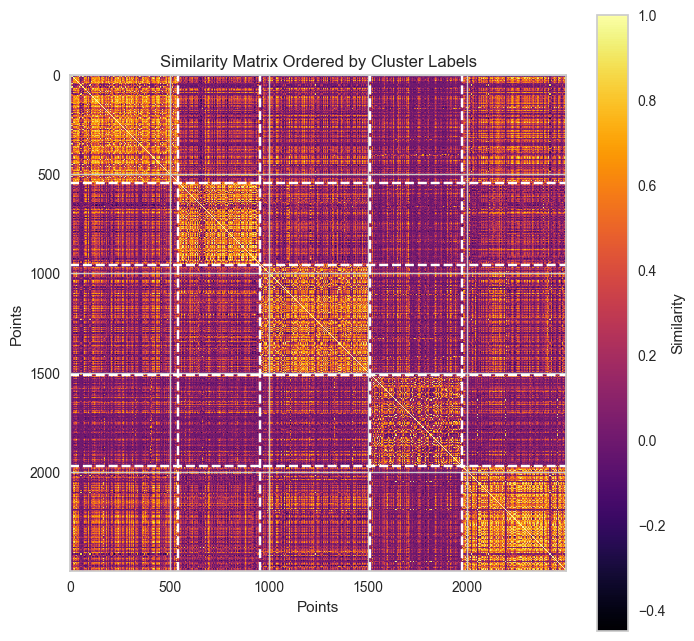 Similarity Matrix Ordered by Cluster Labels
0
500
1000
1500
2000
Points
0 500 1000 1500 2000
Points
1.0
0.8
0.6
0.4
0.2
0.0
−0.2
−0.4
Similarity